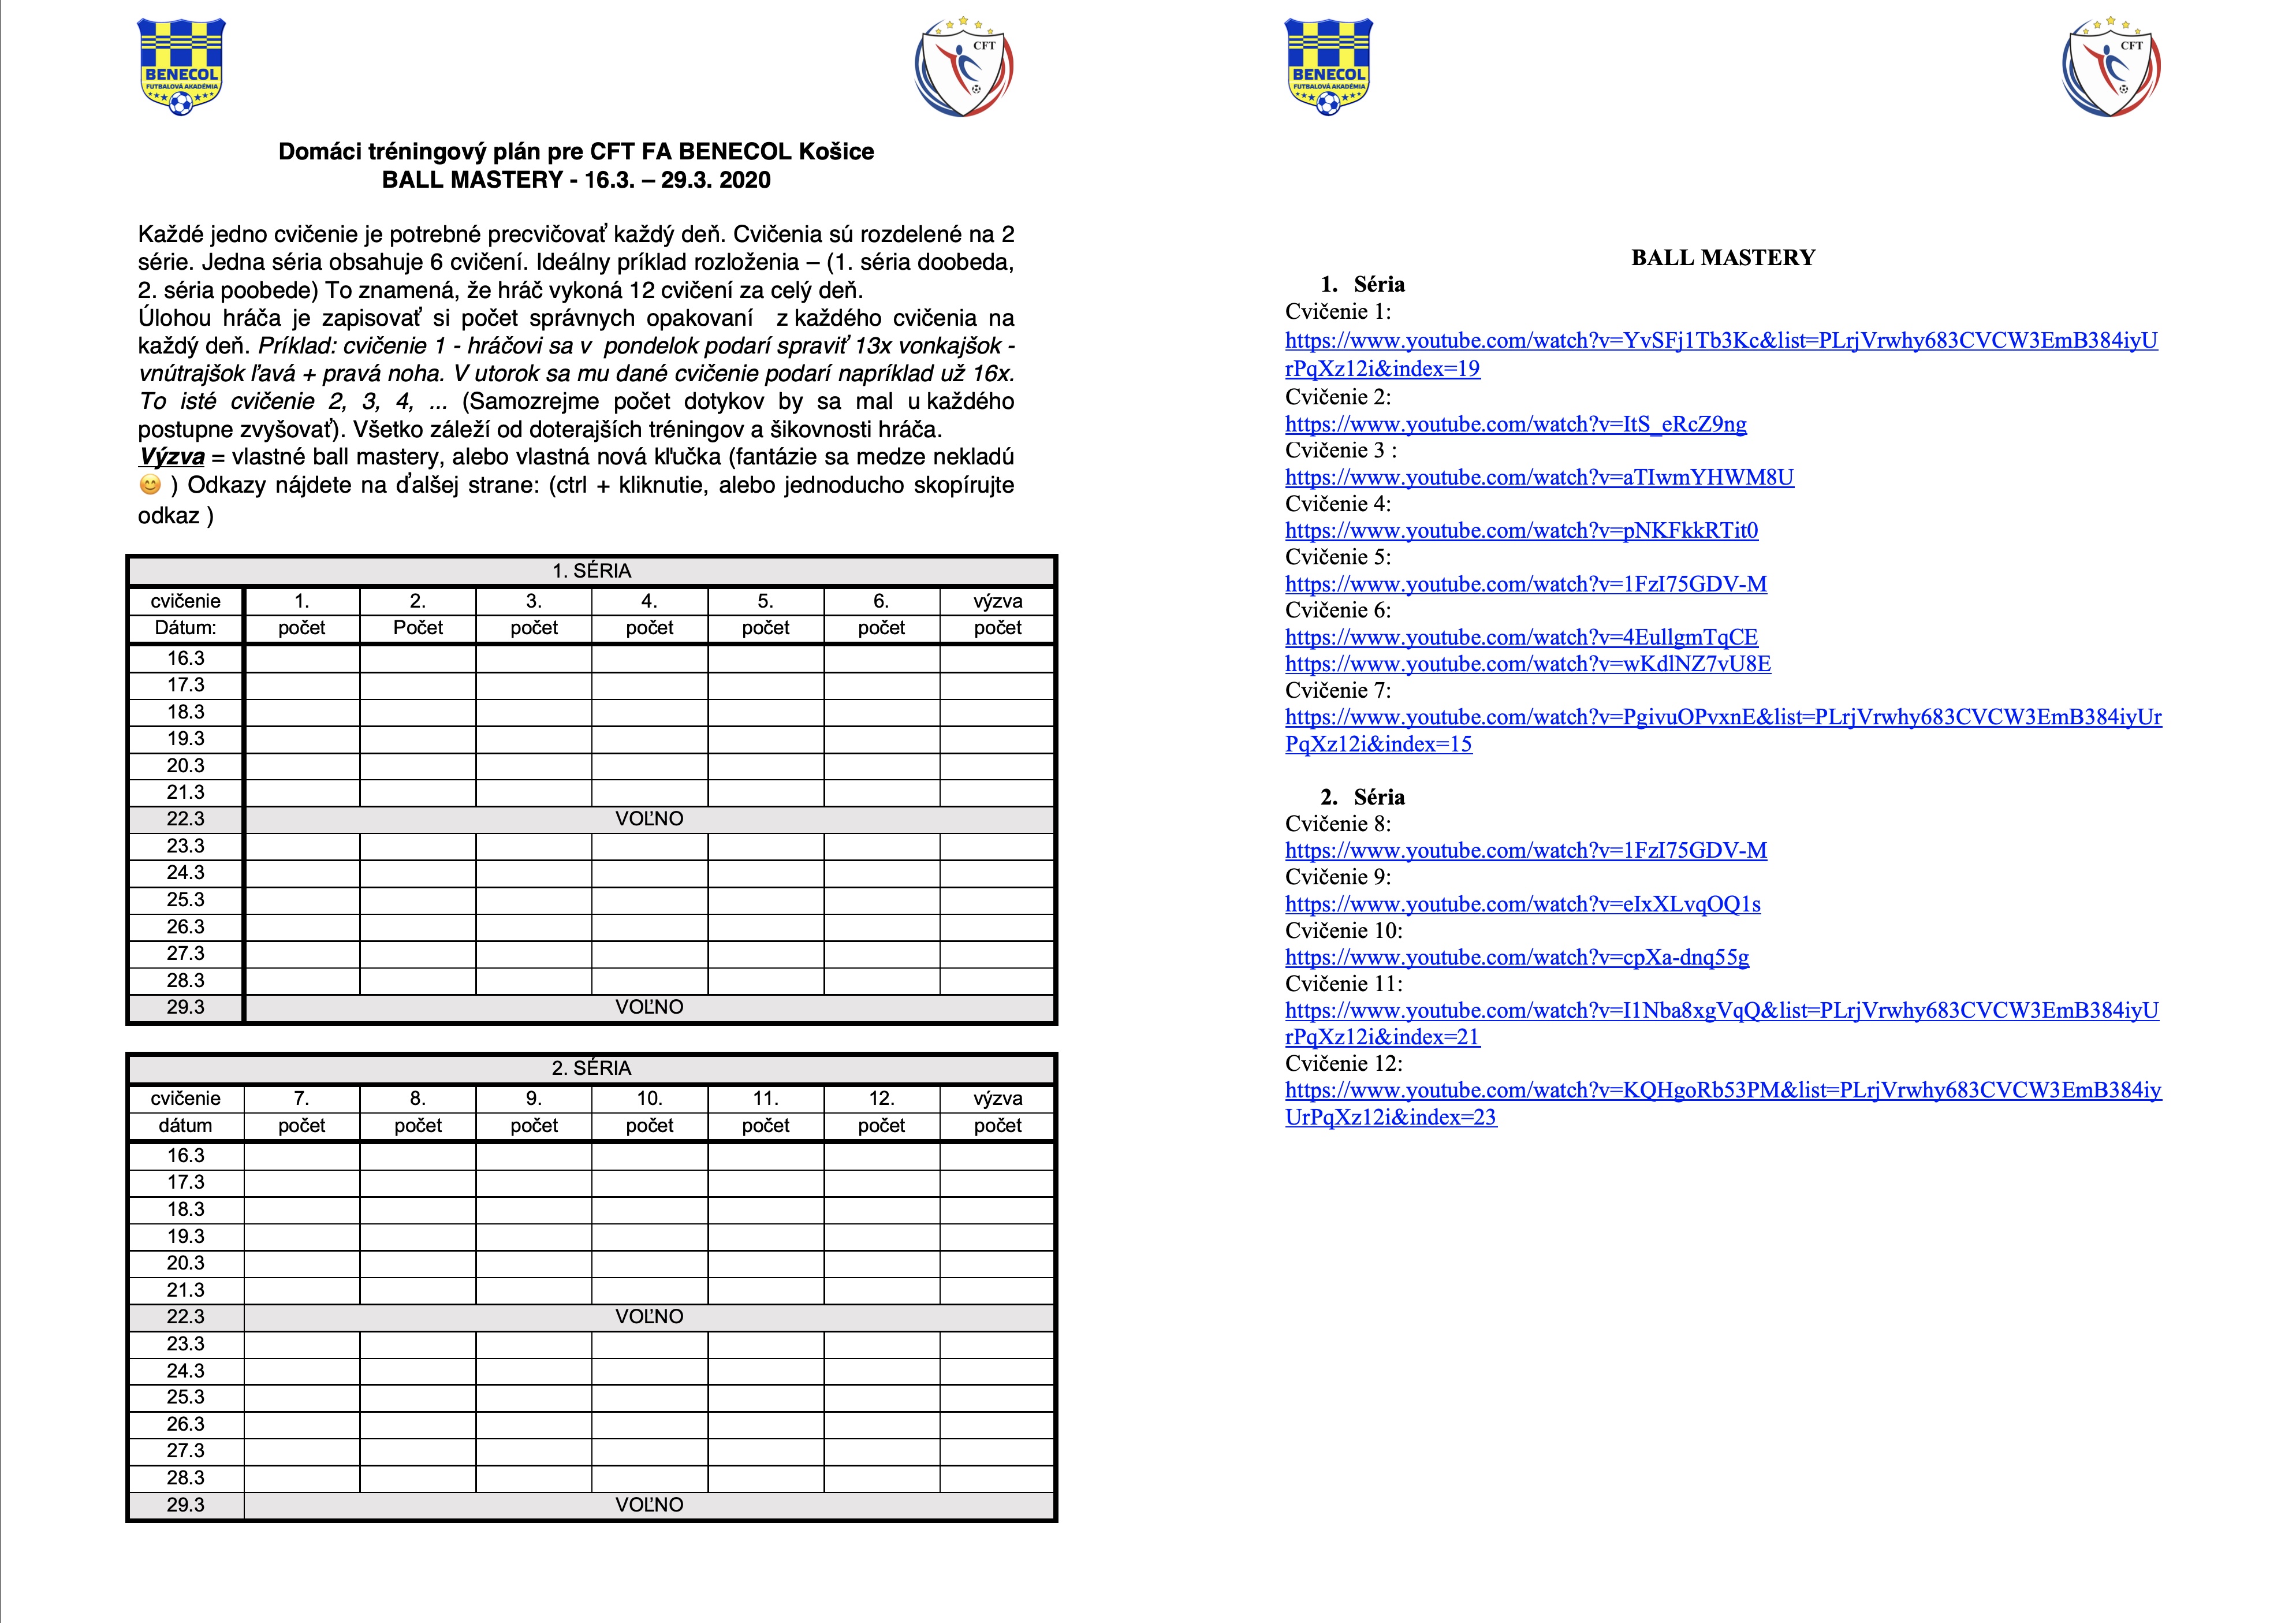 BENECOL
FUTBALOVÁ AKADÉMIA
CFT
Domáci tréningový plán pre CFT FA BENECOL Košice
BALL MASTERY - 16.3. – 29.3. 2020
Každé jedno cvičenie je potrebné precvičovať každý deň. Cvičenia sú rozdelené na 2
série. Jedna séria obsahuje 6 cvičení. Ideálny príklad rozloženia – (1. séria doobeda,
2. séria poobede) To znamená, že hráč vykoná 12 cvičení za celý deň.
Úlohou hráča je zapisovať si počet správnych opakovaní z každého cvičenia na
každý deň. Príklad: cvičenie 1 - hráčovi sa v pondelok podarí spraviť 13x vonkajšok -
vnútrajšok ľavá + pravá noha. V utorok sa mu dané cvičenie podarí napríklad už 16x.
To isté cvičenie 2, 3, 4, ... (Samozrejme počet dotykov by sa mal u každého
postupne zvyšovať). Všetko záleží od doterajších tréningov a šikovnosti hráča.
Výzva = vlastné ball mastery, alebo vlastná nová kľučka (fantázie sa medze nekladú
😊 ) Odkazy nájdete na ďalšej strane: (ctrl + kliknutie, alebo jednoducho skopírujte
odkaz )
1. SÉRIA
cvičenie 1. 2. 3. 4. 5. 6. výzva
Dátum: počet Počet počet počet počet počet počet
16.3
17.3
18.3
19.3
20.3
21.3
22.3 VOĽNO
23.3
24.3
25.3
26.3
27.3
28.3
29.3 VOĽNO
2. SÉRIA
cvičenie 7. 8. 9. 10. 11. 12. výzva
dátum počet počet počet počet počet počet počet
16.3
17.3
18.3
19.3
20.3
21.3
22.3 VOĽNO
23.3
24.3
25.3
26.3
27.3
28.3
29.3 VOĽNO
BENECOL
FUTBALOVÁ AKADÉMIA
CFT
BALL MASTERY
1. Séria
Cvičenie 1:
https://www.youtube.com/watch?v=YvSFj1Tb3Kc&list=PLrjVrwhy683CVCW3EmB384iyU
rPqXz12i&index=19
Cvičenie 2:
https://www.youtube.com/watch?v=ItS_eRcZ9ng
Cvičenie 3 :
https://www.youtube.com/watch?v=aTIwmYHWM8U
Cvičenie 4:
https://www.youtube.com/watch?v=pNKFkkRTit0
Cvičenie 5:
https://www.youtube.com/watch?v=1FzI75GDV-M
Cvičenie 6:
https://www.youtube.com/watch?v=4EullgmTqCE
https://www.youtube.com/watch?v=wKdlNZ7vU8E
Cvičenie 7:
https://www.youtube.com/watch?v=PgivuOPvxnE&list=PLrjVrwhy683CVCW3EmB384iyUr
PqXz12i&index=15
2. Séria
Cvičenie 8:
https://www.youtube.com/watch?v=1FzI75GDV-M
Cvičenie 9:
https://www.youtube.com/watch?v=eIxXLvqOQ1s
Cvičenie 10:
https://www.youtube.com/watch?v=cpXa-dnq55g
Cvičenie 11:
https://www.youtube.com/watch?v=I1Nba8xgVqQ&list=PLrjVrwhy683CVCW3EmB384iyU
rPqXz12i&index=21
Cvičenie 12:
https://www.youtube.com/watch?v=KQHgoRb53PM&list=PLrjVrwhy683CVCW3EmB384iy
UrPqXz12i&index=23